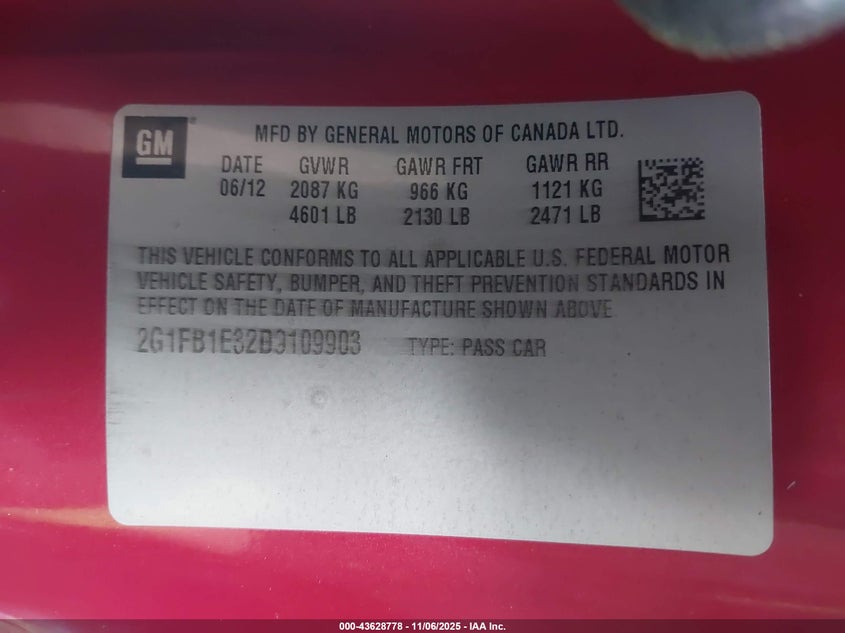 GM
MFD BY GENERAL MOTORS OF CANADA LTD.
DATE GVWR GAWR FRT GAWR RR
06/12 2087 KG 966 KG 1121 KG
4601 LB 2130 LB 2471 LB
THIS VEHICLE CONFORMS TO ALL APPLICABLE U.S. FEDERAL MOTOR
VEHICLE SAFETY, BUMPER, AND THEFT PREVENTION STANDARDS IN
EFFECT ON THE DATE OF MANUFACTURE SHOWN ABOVE
2G1FB1E32D9109903 TYPE: PASS CAR
000-43628778 - 11/06/2025 - IAA Inc.